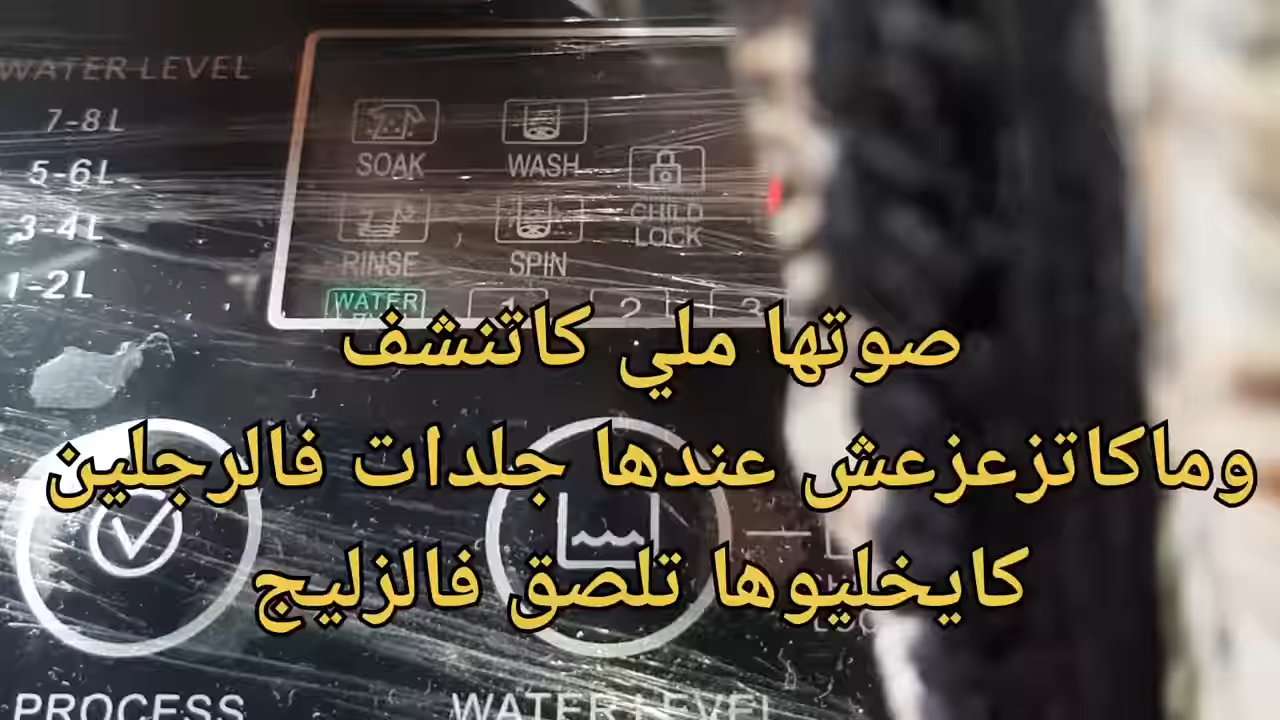 WATER LEVEL
7-8L
5-6L
3-4L
1-2L
SOAK
WASH
CHILD
LOCK
RINSE
SPIN
WATER
1 2 3
صوتها ملي كاتنشف
وماكاتزعزعش عندها جلدات فالرجلين
كايخليوها تلصق فالزليج
PROCESS
WATER LEVEL